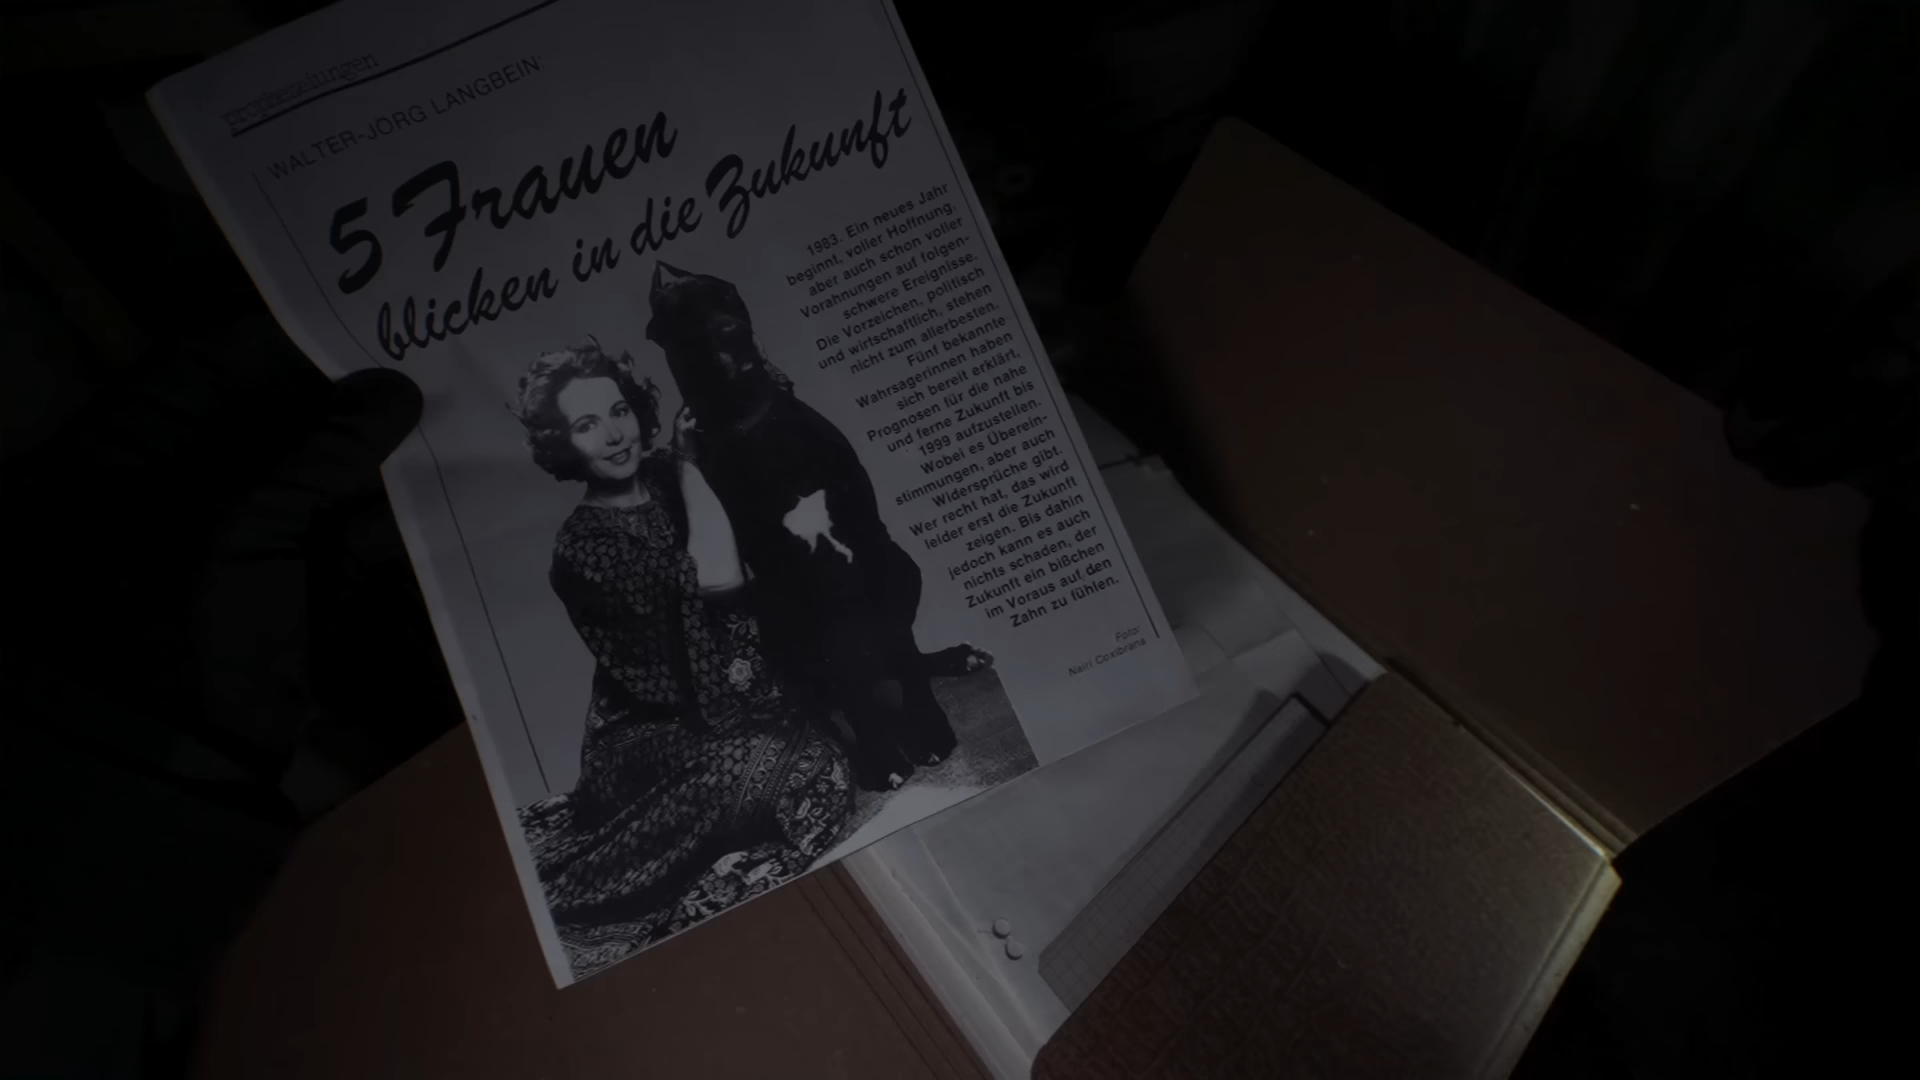 prophezeiungen
WALTER-JÖRG LANGBEIN
5 Frauen
blicken in die Zukunft
1983. Ein neues Jahr
beginnt, voller Hoffnung,
aber auch schon voller
Vorahnungen auf folgen-
schwere Ereignisse.
Die Vorzeichen, politisch
und wirtschaftlich, stehen
nicht zum allerbesten.
Fünf bekannte
Wahrsagerinnen haben
sich bereit erklärt,
Prognosen für die nahe
und ferne Zukunft bis
1999 aufzustellen.
Wobei es Überein-
stimmungen, aber auch
Widersprüche gibt.
Wer recht hat, das wird
leider erst die Zukunft
zeigen. Bis dahin
jedoch kann es auch
nichts schaden, der
Zukunft ein bißchen
im Voraus auf den
Zahn zu fühlen.
Foto:
Nairi Coxibrana